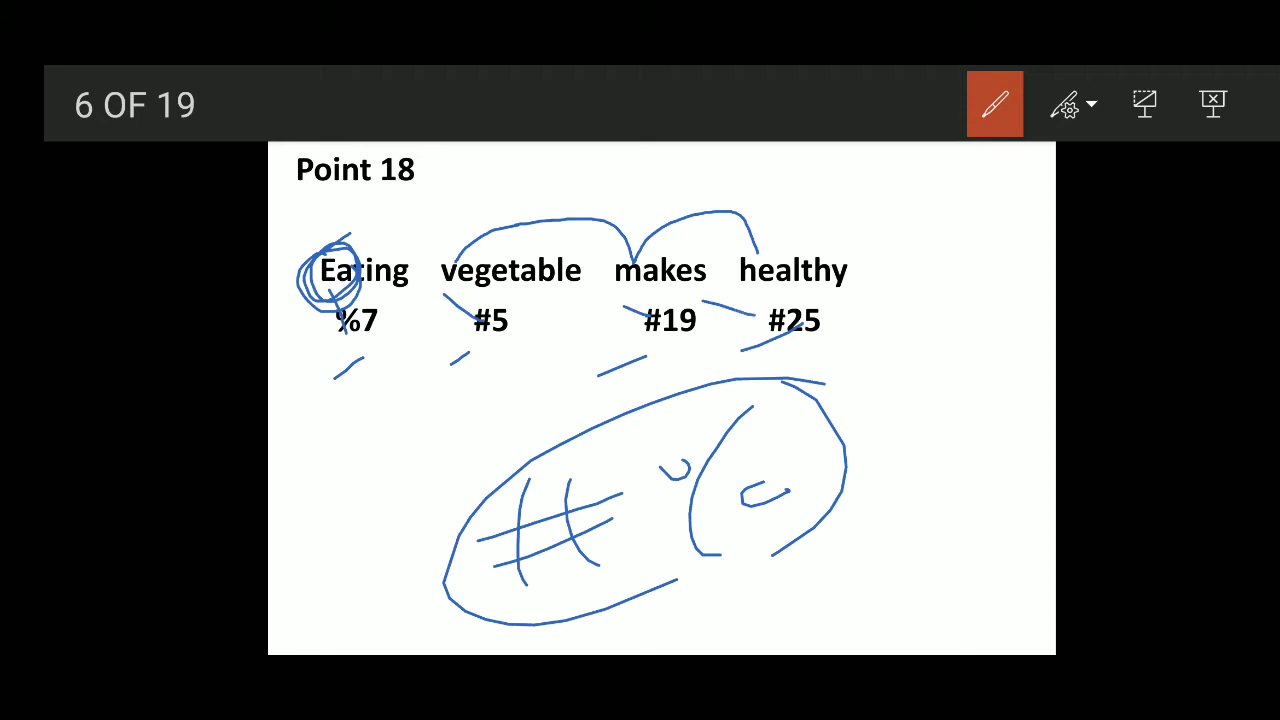 6 OF 19
Point 18
Eating vegetable makes healthy
%7 #5 #19 #25
#